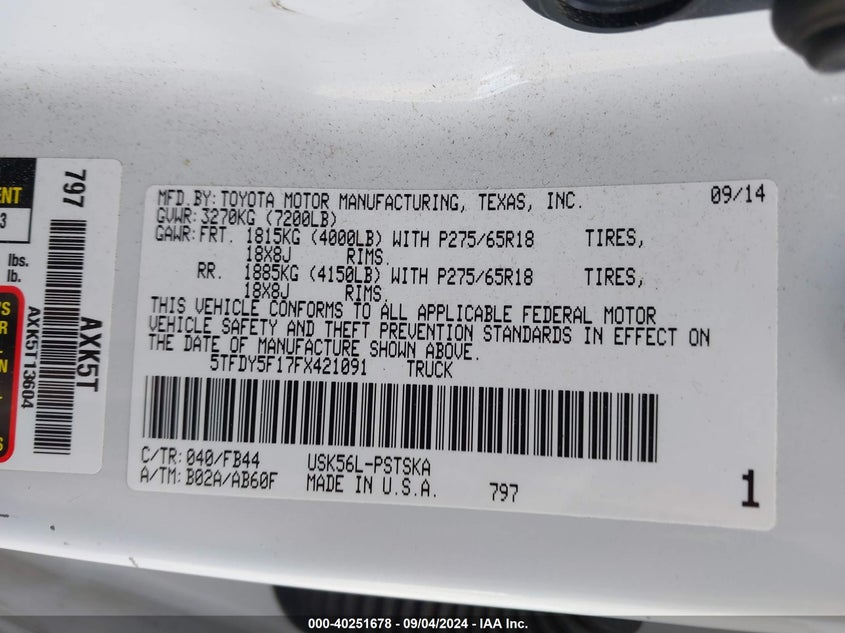 ENT
3
lbs.
lb.
'S
R
L
N
S
797
AXK5T13604
AXK5T
MFD.BY: TOYOTA MOTOR MANUFACTURING, TEXAS, INC. 09/14
GVWR: 3270KG (7200LB)
GAWR: FRT. 1815KG (4000LB) WITH P275/65R18 TIRES,
18X8J RIMS.
RR. 1885KG (4150LB) WITH P275/65R18 TIRES,
18X8J RIMS.
THIS VEHICLE CONFORMS TO ALL APPLICABLE FEDERAL MOTOR
VEHICLE SAFETY AND THEFT PREVENTION STANDARDS IN EFFECT ON
THE DATE OF MANUFACTURE SHOWN ABOVE.
5TFDY5F17FX421091 TRUCK
C/TR: 040/FB44 USK56L-PSTSKA
A/TM: B02A/AB60F MADE IN U.S.A. 797 1
000-40251678 - 09/04/2024 - IAA Inc.